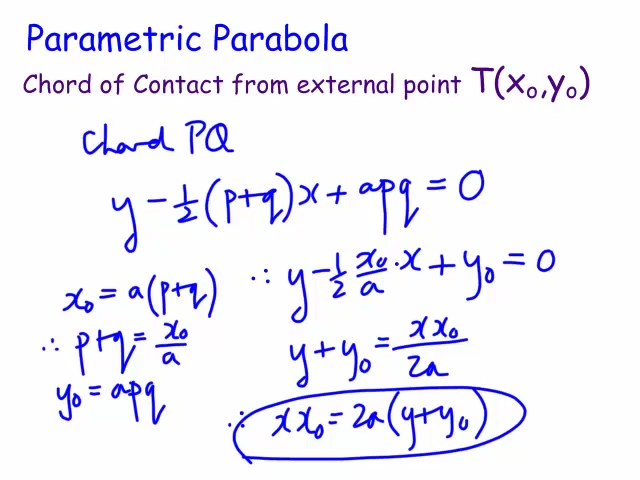 Parametric Parabola
Chord of Contact from external point T(x₀,y₀)
Chord PQ
y - ½(p+q)x + apq = 0
x₀ = a(p+q)
∴ p+q = x₀/a
y₀ = apq
∴ y - ½ x₀/a · x + y₀ = 0
y + y₀ = xx₀/2a
∴ xx₀ = 2a(y+y₀)